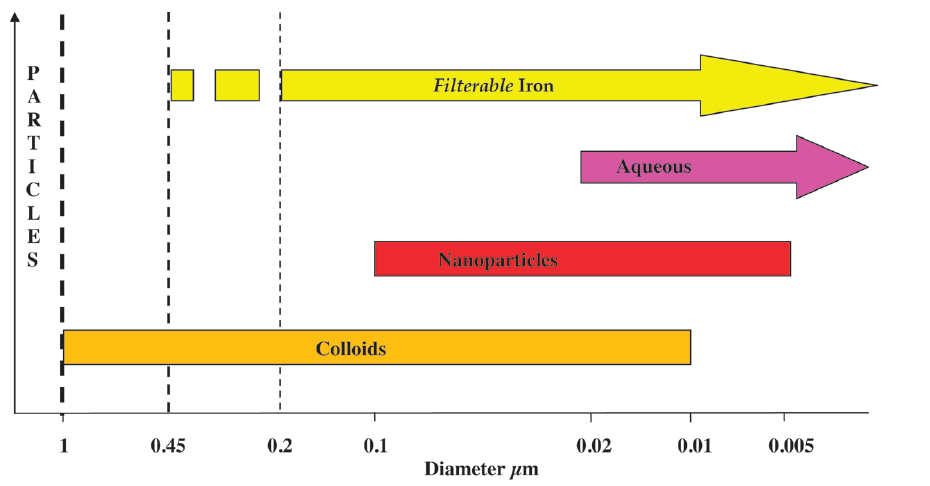 PARTICLES
Filterable Iron
Aqueous
Nanoparticles
Colloids
1 0.45 0.2 0.1 0.02 0.01 0.005
Diameter µm